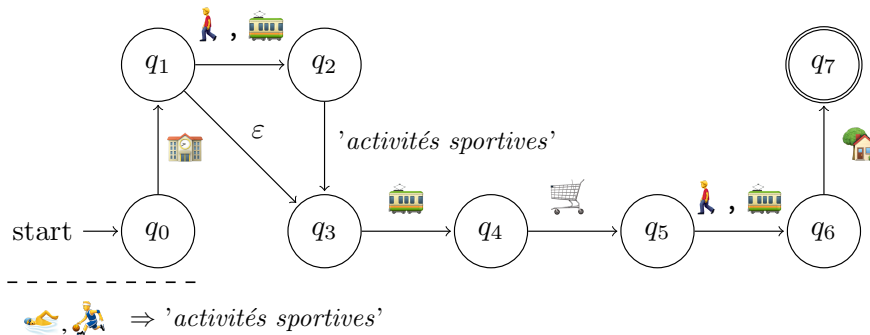 🚶 , 🚋
q1 q2 q7
🏫 ε 'activités sportives' 🏡
🚋 🛒 🚶 , 🚋
start q0 q3 q4 q5 q6
🏊 , ⛹️ ⇒ 'activités sportives'